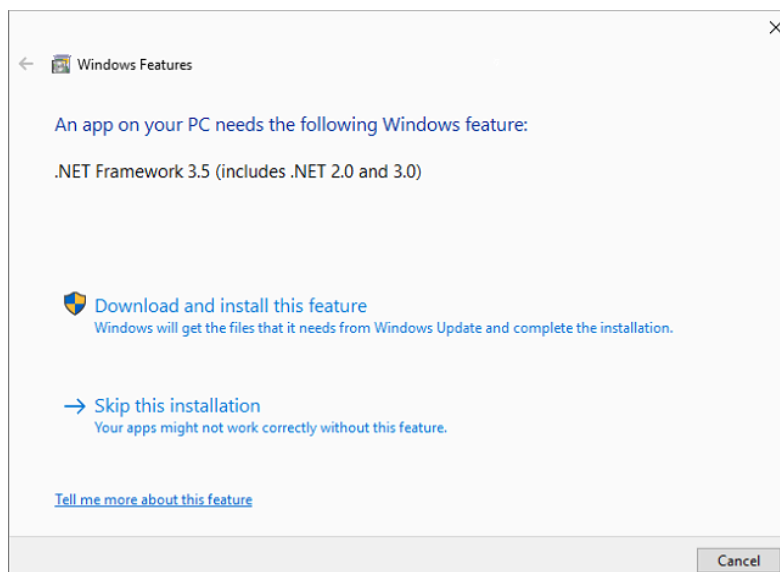 Windows Features
An app on your PC needs the following Windows feature:
.NET Framework 3.5 (includes .NET 2.0 and 3.0)
Download and install this feature
Windows will get the files that it needs from Windows Update and complete the installation.
Skip this installation
Your apps might not work correctly without this feature.
Tell me more about this feature
Cancel